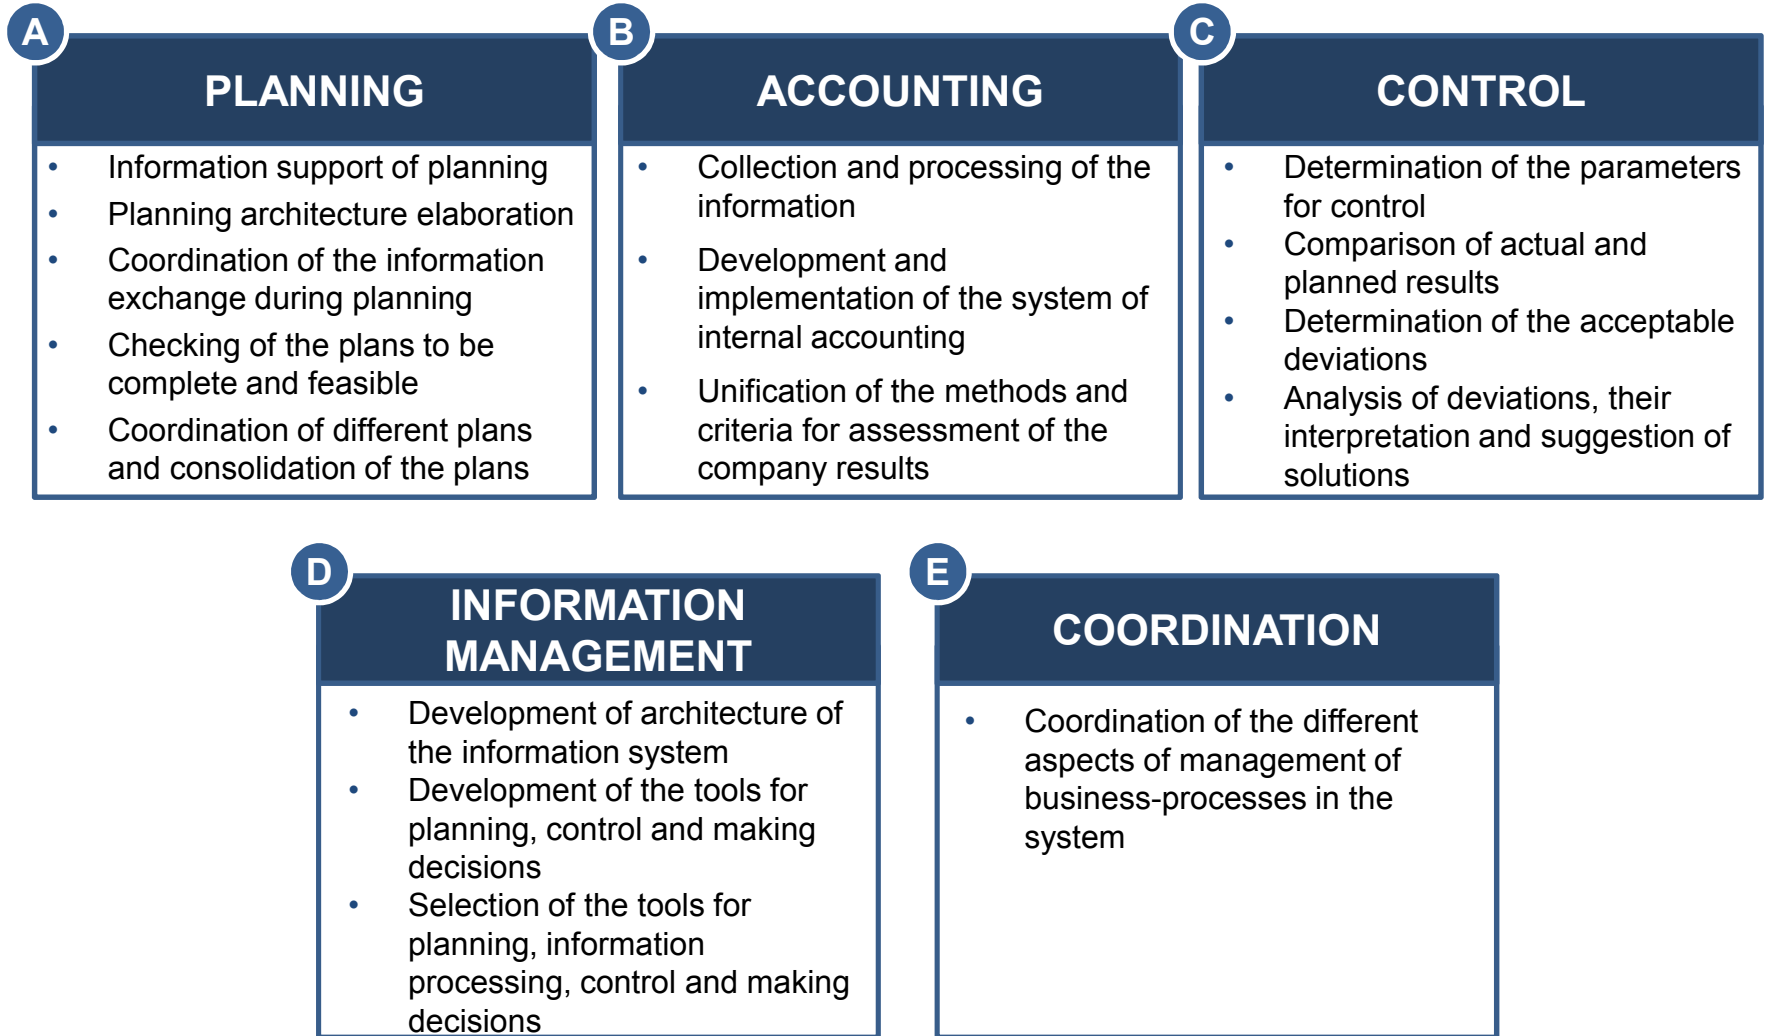 A
PLANNING
• Information support of planning
• Planning architecture elaboration
• Coordination of the information
exchange during planning
• Checking of the plans to be
complete and feasible
• Coordination of different plans
and consolidation of the plans
B
ACCOUNTING
• Collection and processing of the
information
• Development and
implementation of the system of
internal accounting
• Unification of the methods and
criteria for assessment of the
company results
C
CONTROL
• Determination of the parameters
for control
• Comparison of actual and
planned results
• Determination of the acceptable
deviations
• Analysis of deviations, their
interpretation and suggestion of
solutions
D
INFORMATION
MANAGEMENT
• Development of architecture of
the information system
• Development of the tools for
planning, control and making
decisions
• Selection of the tools for
planning, information
processing, control and making
decisions
E
COORDINATION
• Coordination of the different
aspects of management of
business-processes in the
system